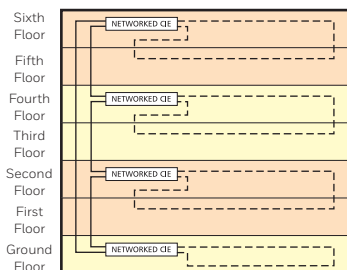 Sixth
Floor
NETWORKED CIE
Fifth
Floor
Fourth
Floor
NETWORKED CIE
Third
Floor
Second
Floor
NETWORKED CIE
First
Floor
Ground
Floor
NETWORKED CIE